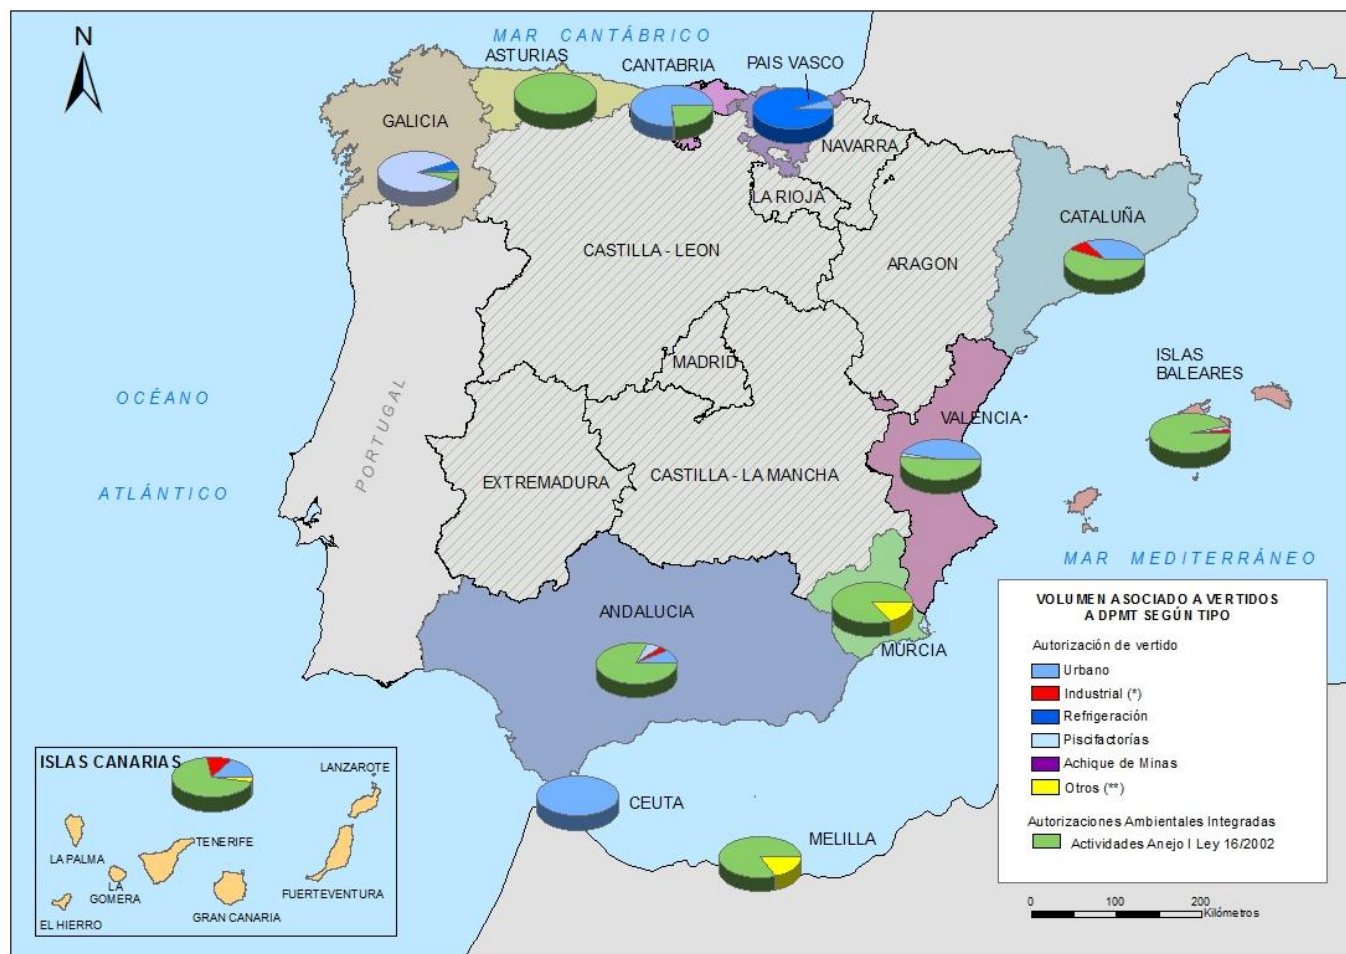 N
MAR CANTÁBRICO
ASTURIAS
CANTABRIA
PAIS VASCO
GALICIA
NAVARRA
LA RIOJA
CATALUÑA
CASTILLA - LEON
ARAGON
MADRID
ISLAS
BALEARES
OCÉANO
ATLÁNTICO
PORTUGAL
VALENCIA
EXTREMADURA
CASTILLA - LA MANCHA
MAR MEDITERRÁNEO
ANDALUCIA
MURCIA
CEUTA
MELILLA
ISLAS CANARIAS
LANZAROTE
LA PALMA
TENERIFE
LA
GOMERA
FUERTEVENTURA
EL HIERRO
GRAN CANARIA
VOLUMEN ASOCIADO A VERTIDOS
A DPMT SEGÚN TIPO
Autorización de vertido
Urbano
Industrial (*)
Refrigeración
Piscifactorías
Achique de Minas
Otros (**)
Autorizaciones Ambientales Integradas
Actividades Anejo I Ley 16/2002
0 100 200
Kilómetros